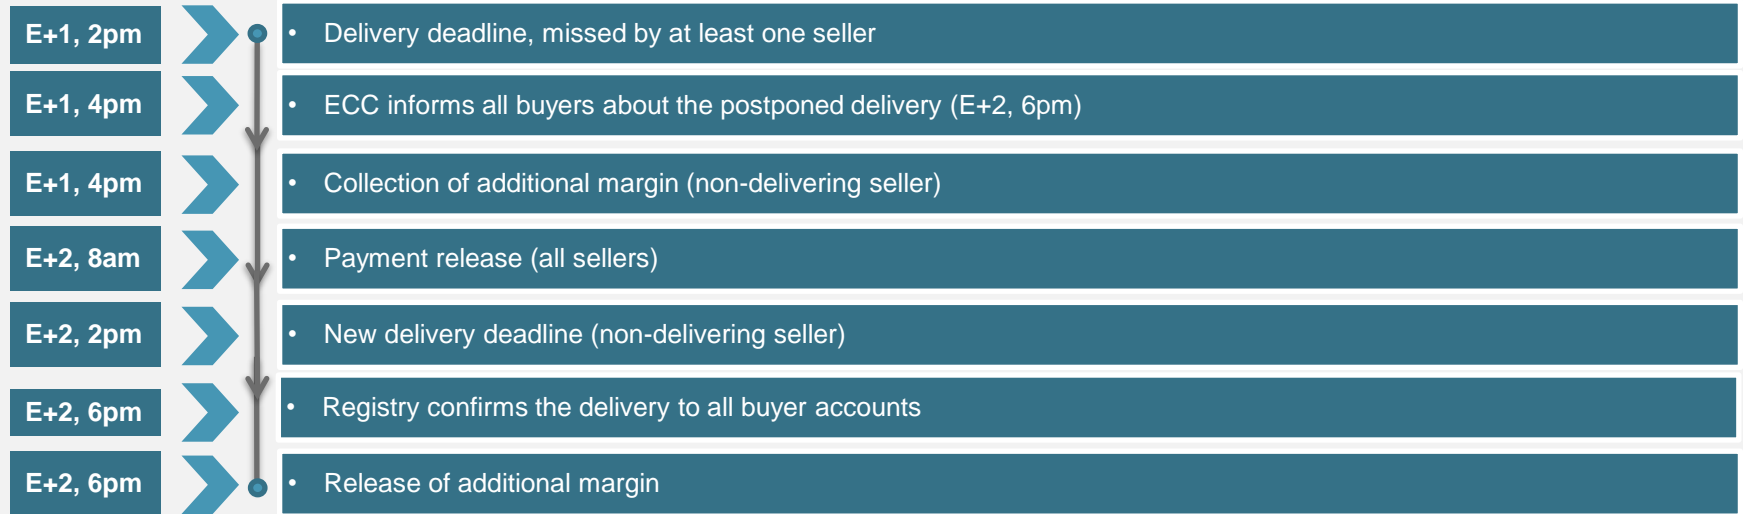 E+1, 2pm • Delivery deadline, missed by at least one seller
E+1, 4pm • ECC informs all buyers about the postponed delivery (E+2, 6pm)
E+1, 4pm • Collection of additional margin (non-delivering seller)
E+2, 8am • Payment release (all sellers)
E+2, 2pm • New delivery deadline (non-delivering seller)
E+2, 6pm • Registry confirms the delivery to all buyer accounts
E+2, 6pm • Release of additional margin